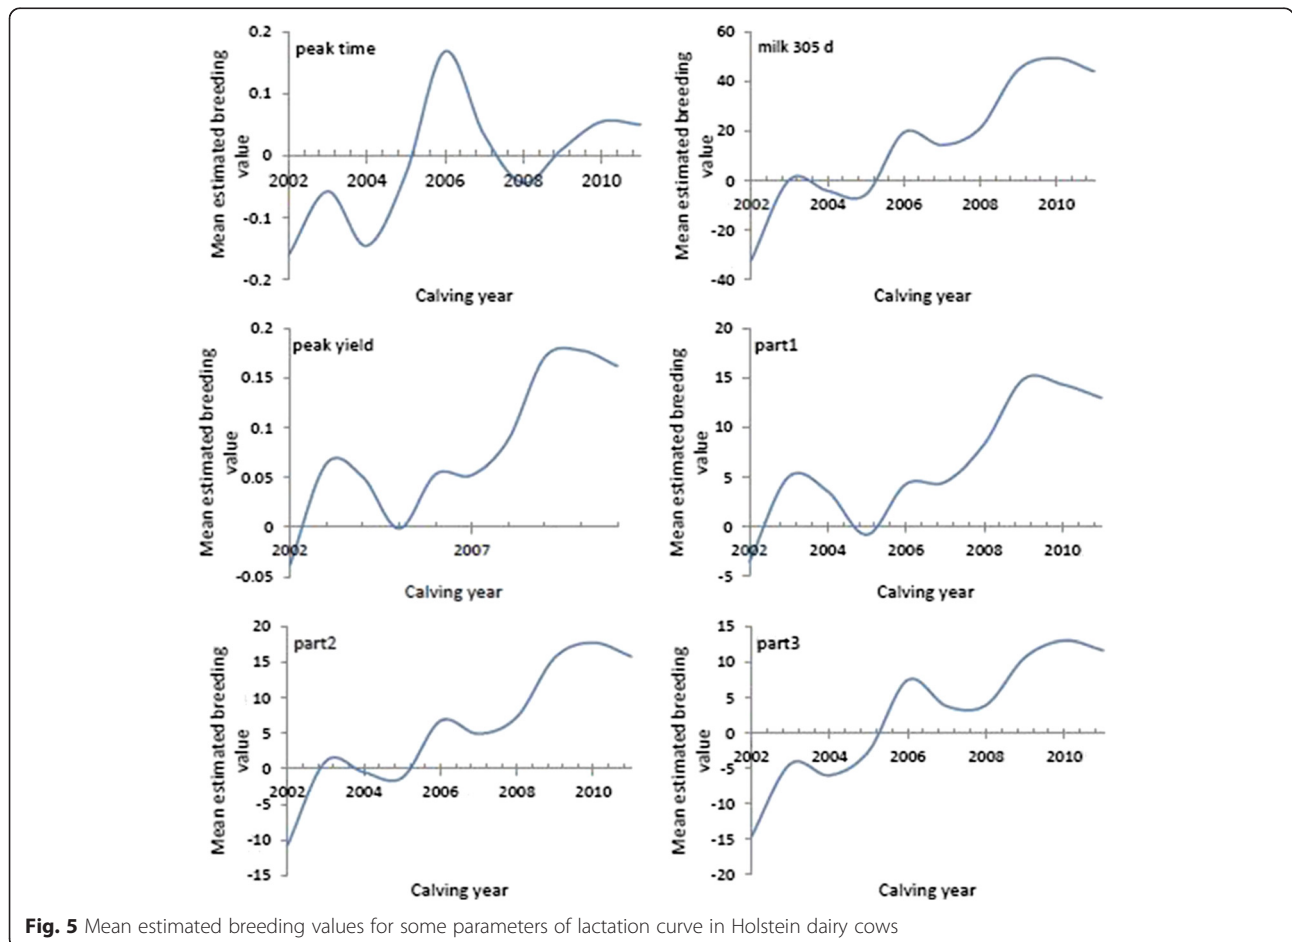 peak time
Mean estimated breeding
value
0.2
0.1
0
-0.1
-0.2
2002
2004
2006
2008
2010
Calving year
milk 305 d
Mean estimated breeding
value
60
40
20
0
-20
-40
2002
2004
2006
2008
2010
Calving year
peak yield
Mean estimated breeding
value
0.2
0.15
0.1
0.05
0
-0.05
2002
2007
Calving year
part1
Mean estimated breeding
value
20
15
10
5
0
-5
2002
2004
2006
2008
2010
Calving year
part2
Mean estimated breeding
value
20
15
10
5
0
-5
-10
-15
2002
2004
2006
2008
2010
Calving year
part3
Mean estimated breeding
value
15
10
5
0
-5
-10
-15
-20
2002
2004
2006
2008
2010
Calving year
Fig. 5 Mean estimated breeding values for some parameters of lactation curve in Holstein dairy cows